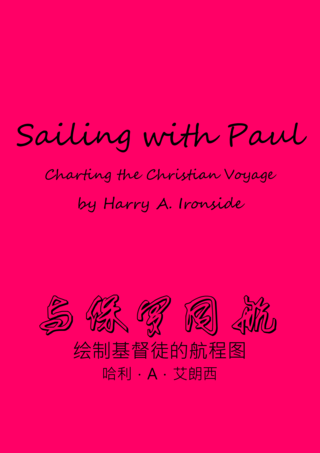 Sailing with Paul
Charting the Christian Voyage
by Harry A. Ironside
与保罗同航
绘制基督徒的航程图
哈利·A·艾朗西